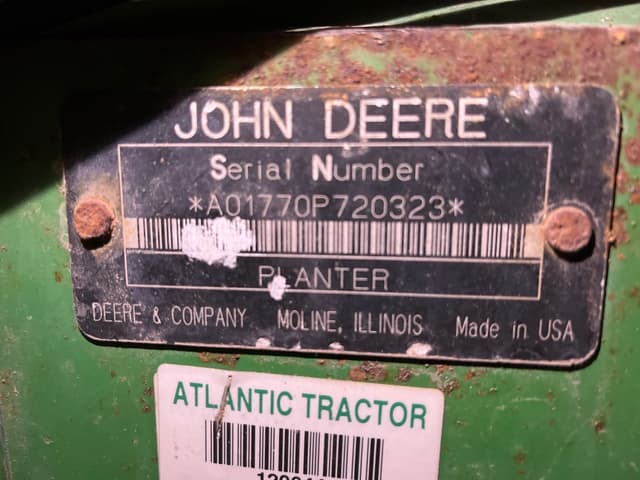 JOHN DEERE
Serial Number
*A01770P720323*
PLANTER
DEERE & COMPANY MOLINE, ILLINOIS Made in USA
ATLANTIC TRACTOR